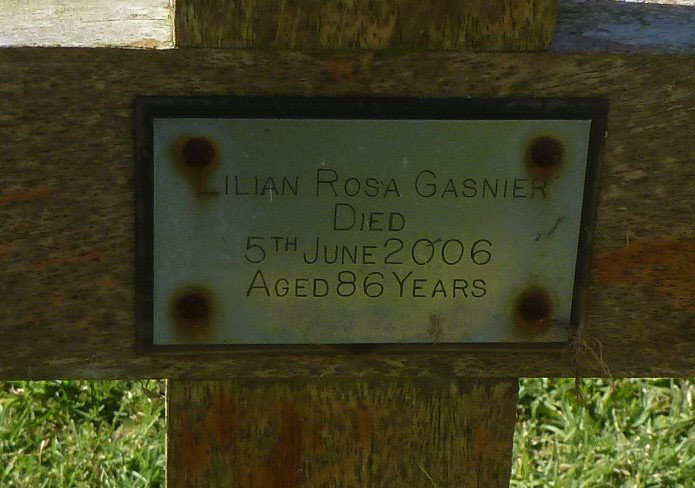 Lilian Rosa Gasnier
Died
5TH June 2006
Aged 86 Years